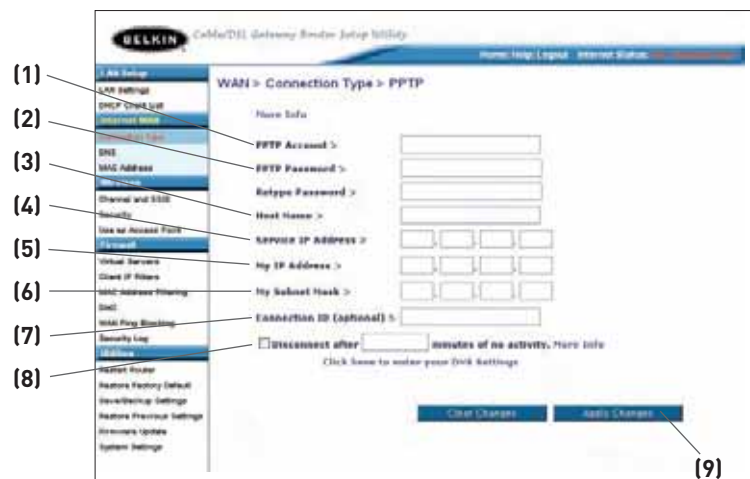 BELKIN Cable/DSL Gateway Router Setup Utility
Home| Help| Logout Internet Status:
LAN Setup
LAN Settings
DHCP Client List
Internet WAN
Connection Type
DNS
MAC Address
Wireless
Channel and SSID
Security
Use as Access Point
Firewall
Virtual Servers
Client IP Filters
MAC Address Filtering
DMZ
WAN Ping Blocking
Security Log
Utilities
Restart Router
Restore Factory Default
Save/Backup Settings
Restore Previous Settings
Firmware Update
System Settings
WAN > Connection Type > PPTP
More Info
(1) PPTP Account >
(2) PPTP Password >
Retype Password >
(3) Host Name >
(4) Service IP Address >
(5) My IP Address >
(6) My Subnet Mask >
(7) Connection ID (optional) >
(8) Disconnect after minutes of no activity. More Info
Click here to enter your DNS Settings
Clear Changes Apply Changes
(9)